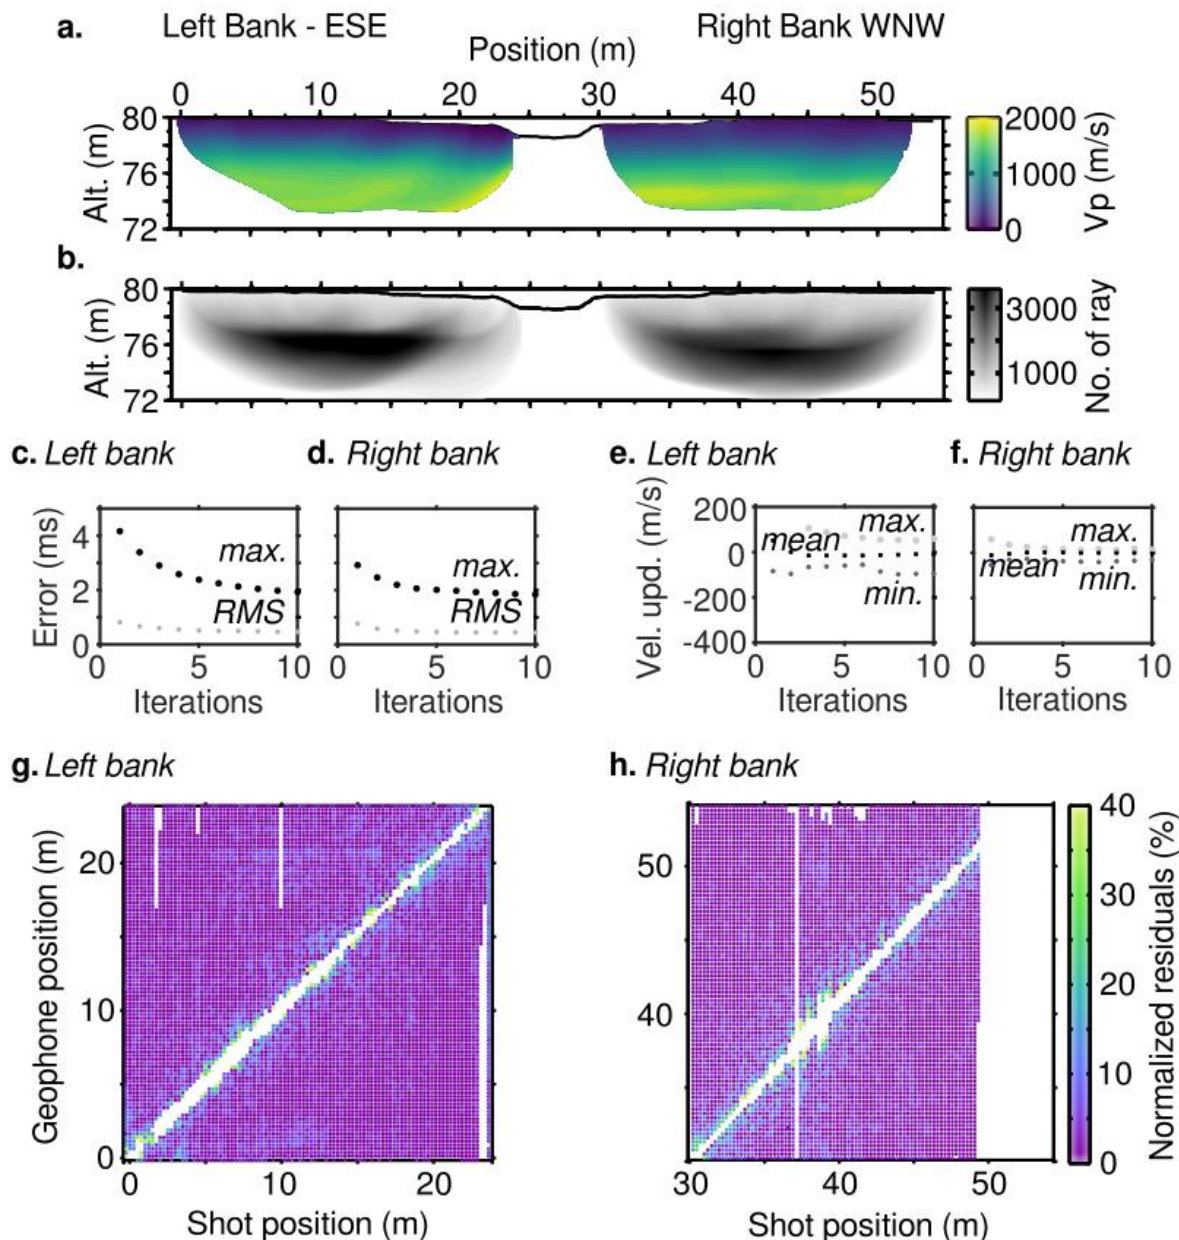 a. Left Bank - ESE Right Bank WNW
Position (m)
0 10 20 30 40 50
80 76 72
Alt. (m)
2000 1000 0
Vp (m/s)
b.
80 76 72
Alt. (m)
3000 1000
No. of ray
c. Left bank d. Right bank e. Left bank f. Right bank
Error (ms)
4 2 0
max.
RMS
0 5 10
Iterations
max.
RMS
0 5 10
Iterations
Vel. upd. (m/s)
200 0 -200 -400
max.
mean
min.
0 5 10
Iterations
max.
mean
min.
0 5 10
Iterations
g. Left bank h. Right bank
Geophone position (m)
20 10 0
0 10 20
Shot position (m)
50 40
30 40 50
Shot position (m)
40 30 20 10 0
Normalized residuals (%)